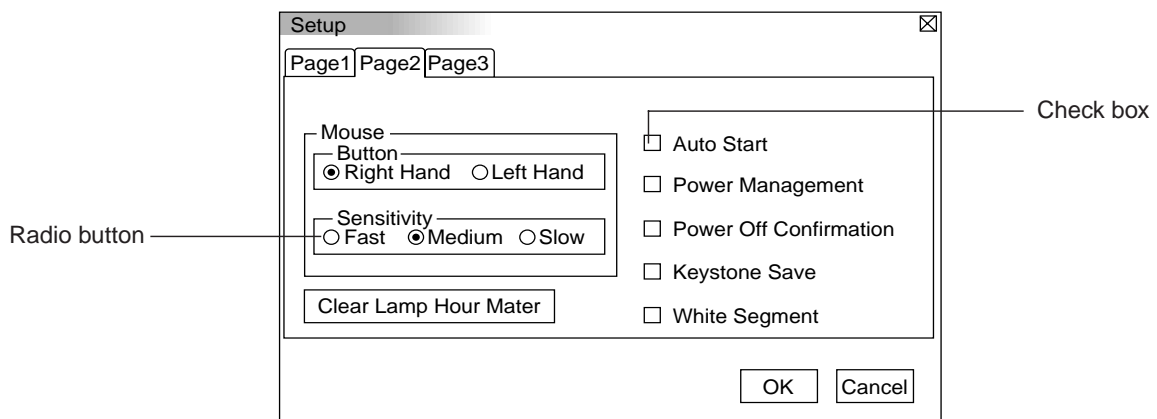 Setup
Page1 Page2 Page3
Check box
Mouse
Button
Right Hand Left Hand
Radio button
Sensitivity
Fast Medium Slow
Clear Lamp Hour Mater
Auto Start
Power Management
Power Off Confirmation
Keystone Save
White Segment
OK Cancel